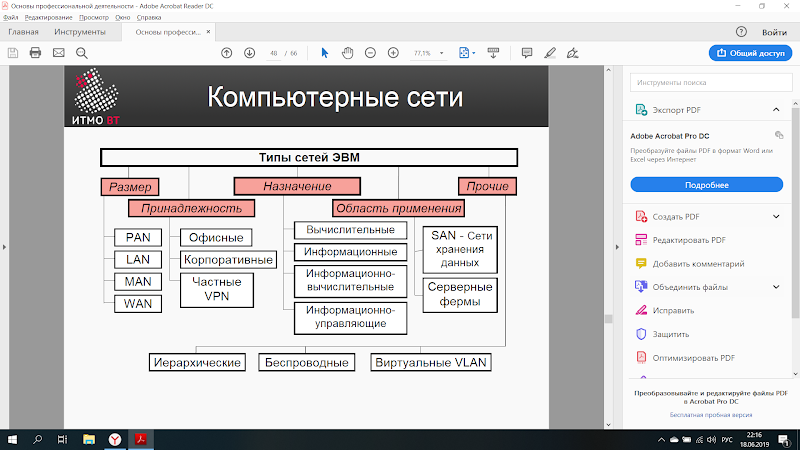 Основы профессиональной деятельности - Adobe Acrobat Reader DC
Файл Редактирование Просмотр Окно Справка
Главная Инструменты Основы професси... × Войти
48 / 66 77,1% Общий доступ
ИТМО ВТ
Компьютерные сети
Типы сетей ЭВМ
Размер Назначение Прочие
Принадлежность Область применения
PAN
LAN
MAN
WAN
Офисные
Корпоративные
Частные
VPN
Вычислительные
Информационные
Информационно-
вычислительные
Информационно-
управляющие
SAN - Сети
хранения
данных
Серверные
фермы
Иерархические Беспроводные Виртуальные VLAN
Инструменты поиска
Экспорт PDF
Adobe Acrobat Pro DC
Преобразуйте файлы PDF в формат Word или
Excel через Интернет
Подробнее
Создать PDF
Редактировать PDF
Добавить комментарий
Объединить файлы
Исправить
Защитить
Оптимизировать PDF
Преобразовывайте и редактируйте файлы PDF
в Acrobat Pro DC
Бесплатная пробная версия
РУС
22:16
18.06.2019
1